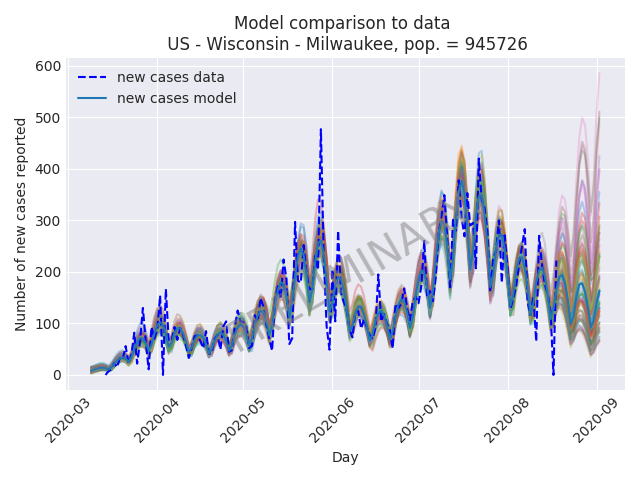 Model comparison to data
US - Wisconsin - Milwaukee, pop. = 945726
new cases data
new cases model
PRELIMINARY
Number of new cases reported
600
500
400
300
200
100
0
2020-03
2020-04
2020-05
2020-06
2020-07
2020-08
2020-09
Day